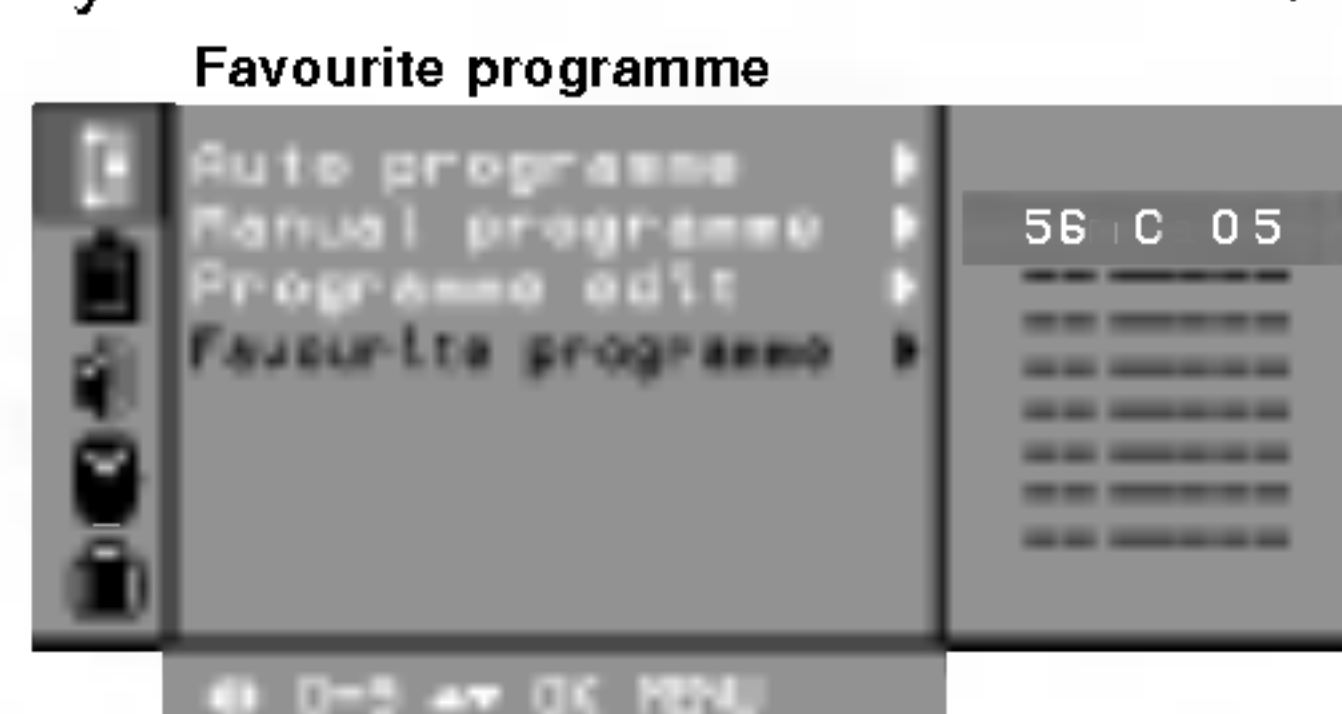 Favourite programme
Auto programme
Manual programme
Programme edit
Favourite programme
56 C 05
-- -------
-- -------
-- -------
-- -------
-- -------
-- -------
-- -------
0-9 ▲▼ OK MENU